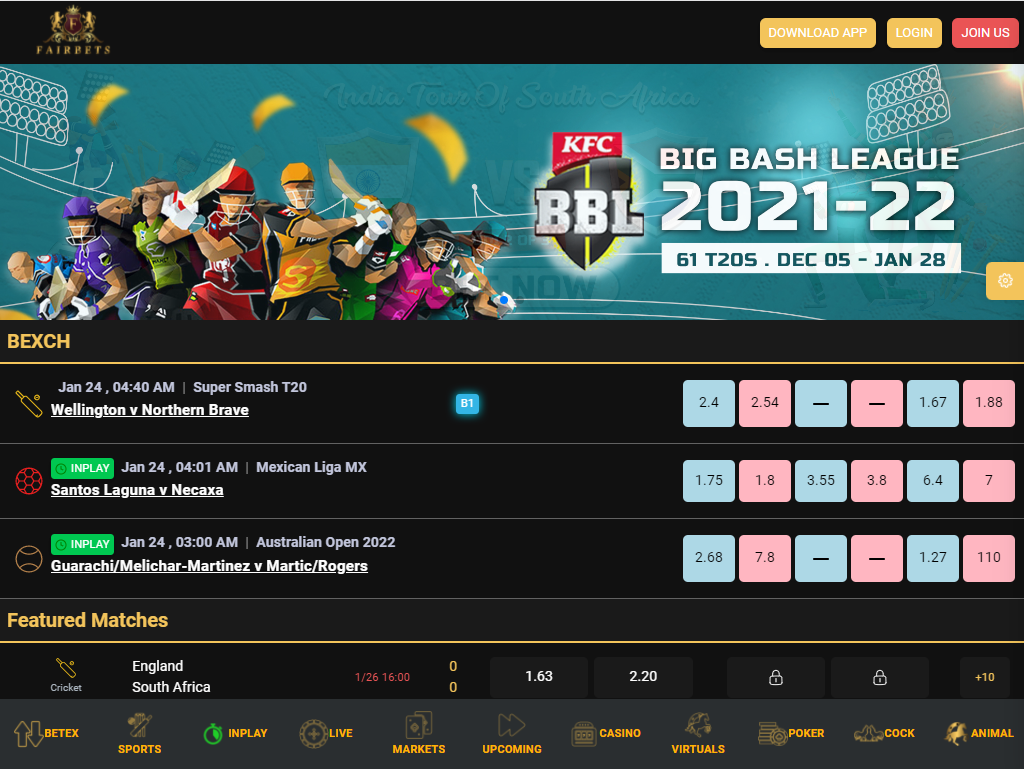 FAIRBETS
DOWNLOAD APP
LOGIN
JOIN US
India Tour Of South Africa
KFC
BBL
BIG BASH LEAGUE
2021-22
61 T20S . DEC 05 - JAN 28
NOW
BEXCH
Jan 24 , 04:40 AM | Super Smash T20
Wellington v Northern Brave
B1
2.4 2.54 — — 1.67 1.88
INPLAY Jan 24 , 04:01 AM | Mexican Liga MX
Santos Laguna v Necaxa
1.75 1.8 3.55 3.8 6.4 7
INPLAY Jan 24 , 03:00 AM | Australian Open 2022
Guarachi/Melichar-Martinez v Martic/Rogers
2.68 7.8 — — 1.27 110
Featured Matches
Cricket
England
South Africa
1/26 16:00
0
0
1.63 2.20
+10
BETEX
SPORTS
INPLAY
LIVE
MARKETS
UPCOMING
CASINO
VIRTUALS
POKER
COCK
ANIMAL